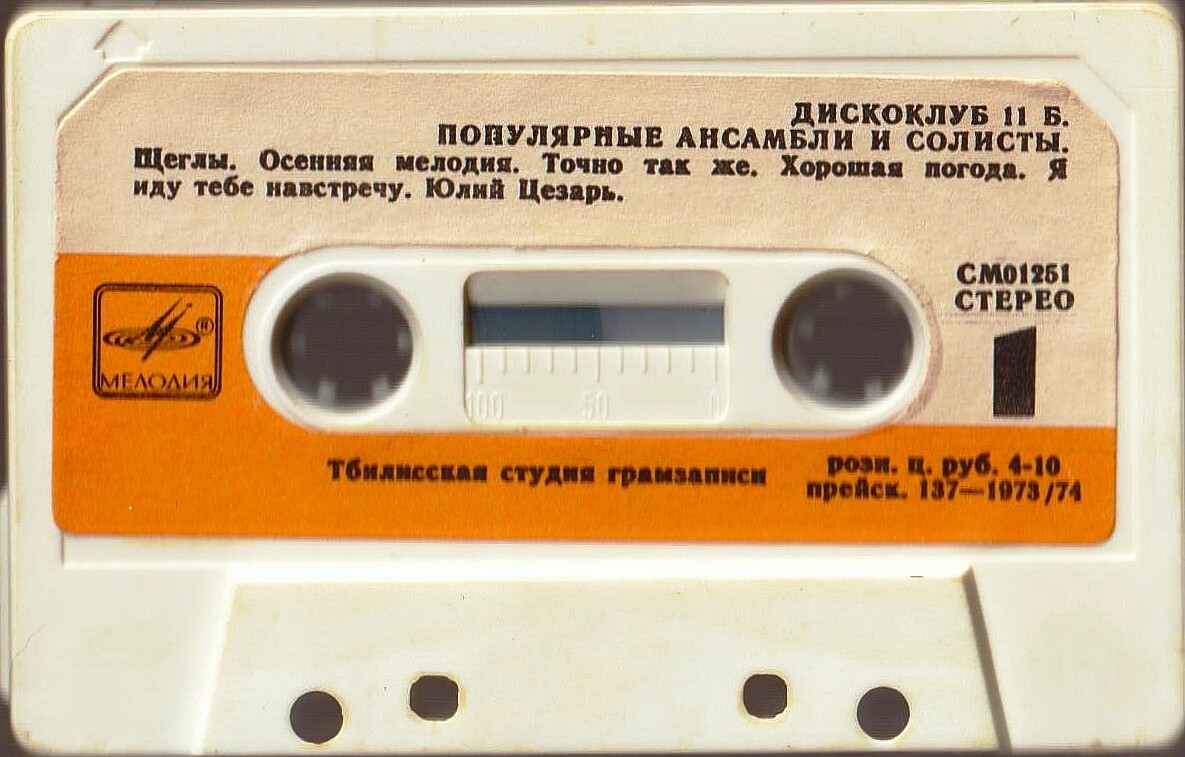 ДИСКОКЛУБ 11 Б.
ПОПУЛЯРНЫЕ АНСАМБЛИ И СОЛИСТЫ.
Щеглы. Осенняя мелодия. Точно так же. Хорошая погода. Я
иду тебе навстречу. Юлий Цезарь.
СМ01251
СТЕРЕО
1
®
МЕЛОДИЯ
100 50 0
Тбилисская студия грамзаписи
розн. ц. руб. 4-10
прейск. 137—1973/74